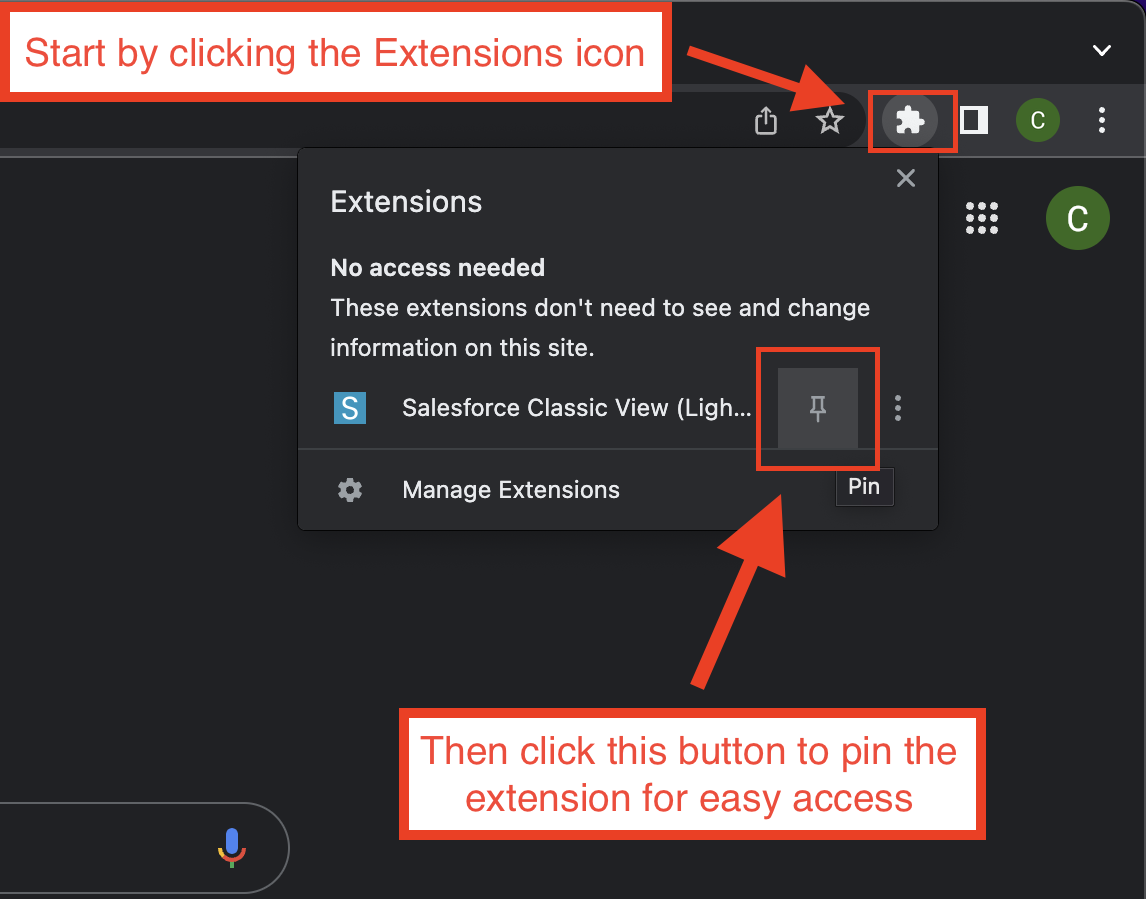 Start by clicking the Extensions icon
C
Extensions
C
No access needed
These extensions don't need to see and change
information on this site.
S Salesforce Classic View (Ligh...
Manage Extensions
Pin
Then click this button to pin the
extension for easy access